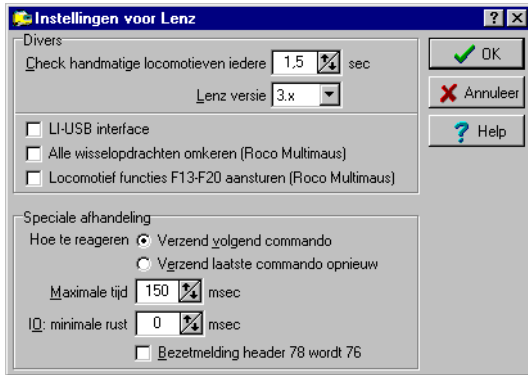 Instellingen voor Lenz
Divers
Check handmatige locomotieven iedere 1,5 sec
Lenz versie 3.x
LI-USB interface
Alle wisselopdrachten omkeren (Roco Multimaus)
Locomotief functies F13-F20 aansturen (Roco Multimaus)
OK
Annuleer
Help
Speciale afhandeling
Hoe te reageren Verzend volgend commando
Verzend laatste commando opnieuw
Maximale tijd 150 msec
IO: minimale rust 0 msec
Bezetmelding header 78 wordt 76